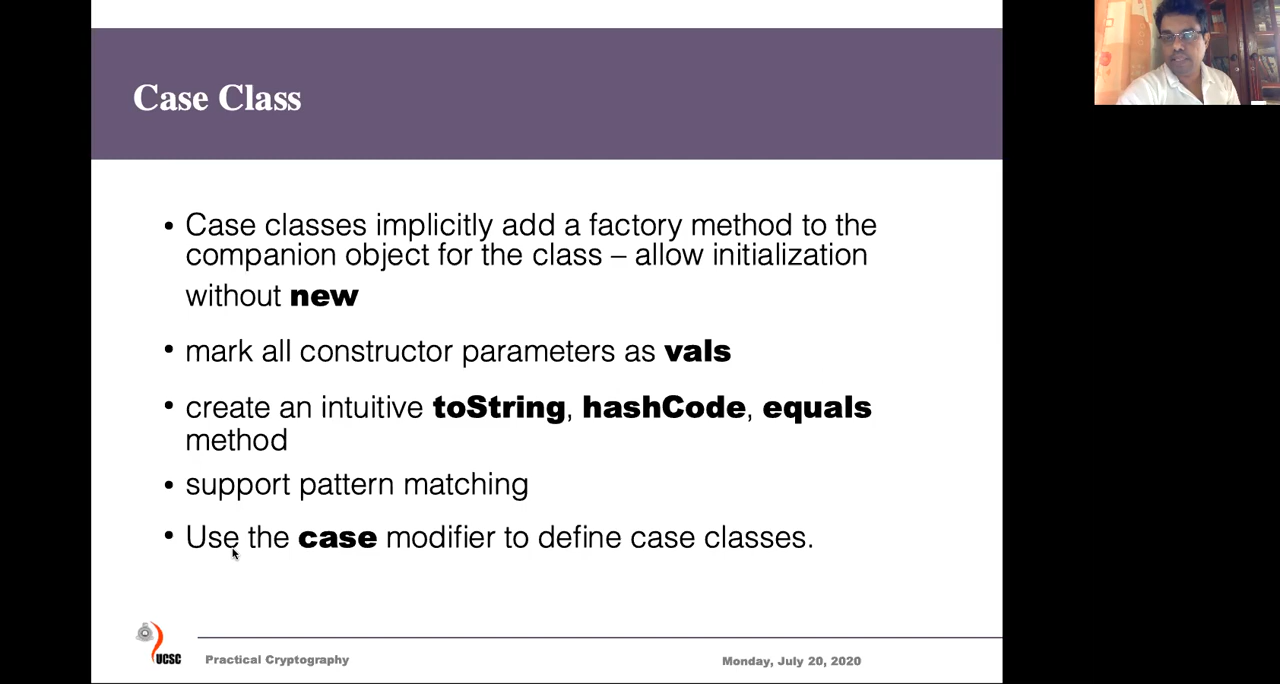 Case Class
• Case classes implicitly add a factory method to the
companion object for the class – allow initialization
without new
• mark all constructor parameters as vals
• create an intuitive toString, hashCode, equals
method
• support pattern matching
• Use the case modifier to define case classes.
UCSC
Practical Cryptography
Monday, July 20, 2020